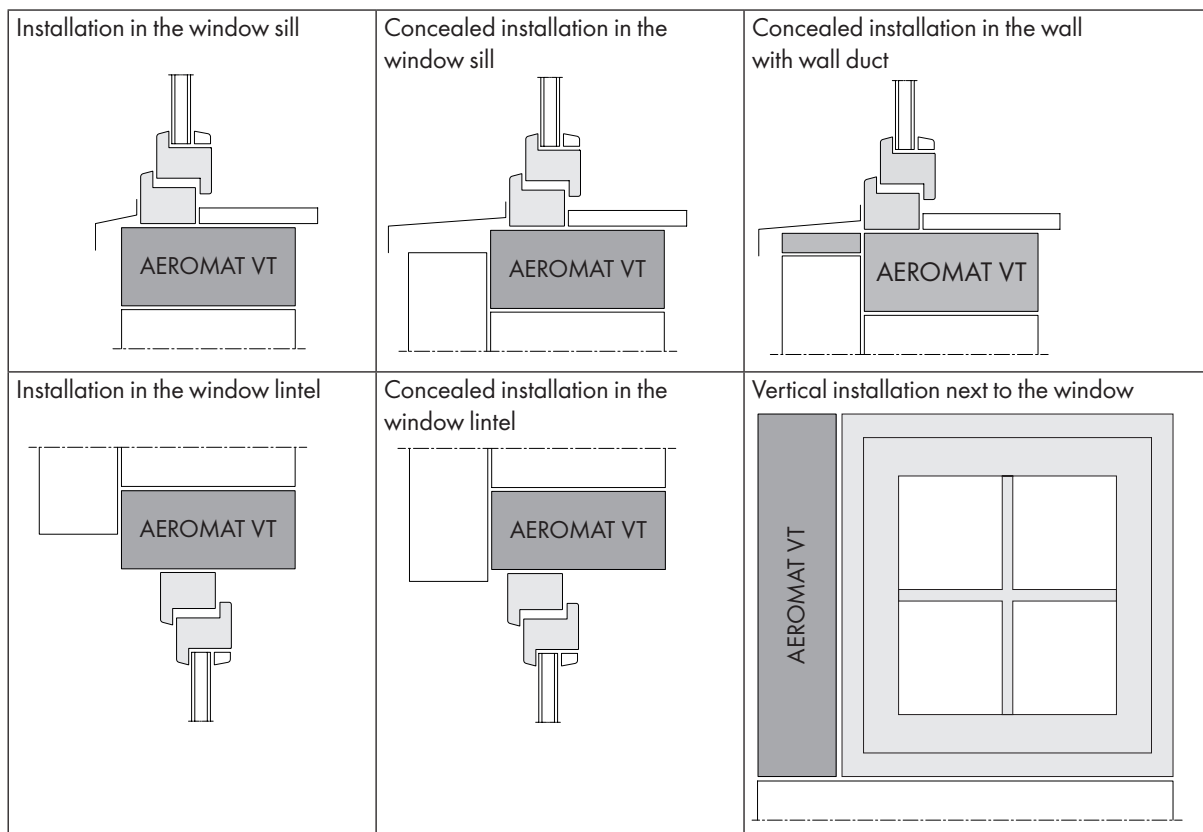 Installation in the window sill
AEROMAT VT
Concealed installation in the
window sill
AEROMAT VT
Concealed installation in the wall
with wall duct
AEROMAT VT
Installation in the window lintel
AEROMAT VT
Concealed installation in the
window lintel
AEROMAT VT
Vertical installation next to the window
AEROMAT VT